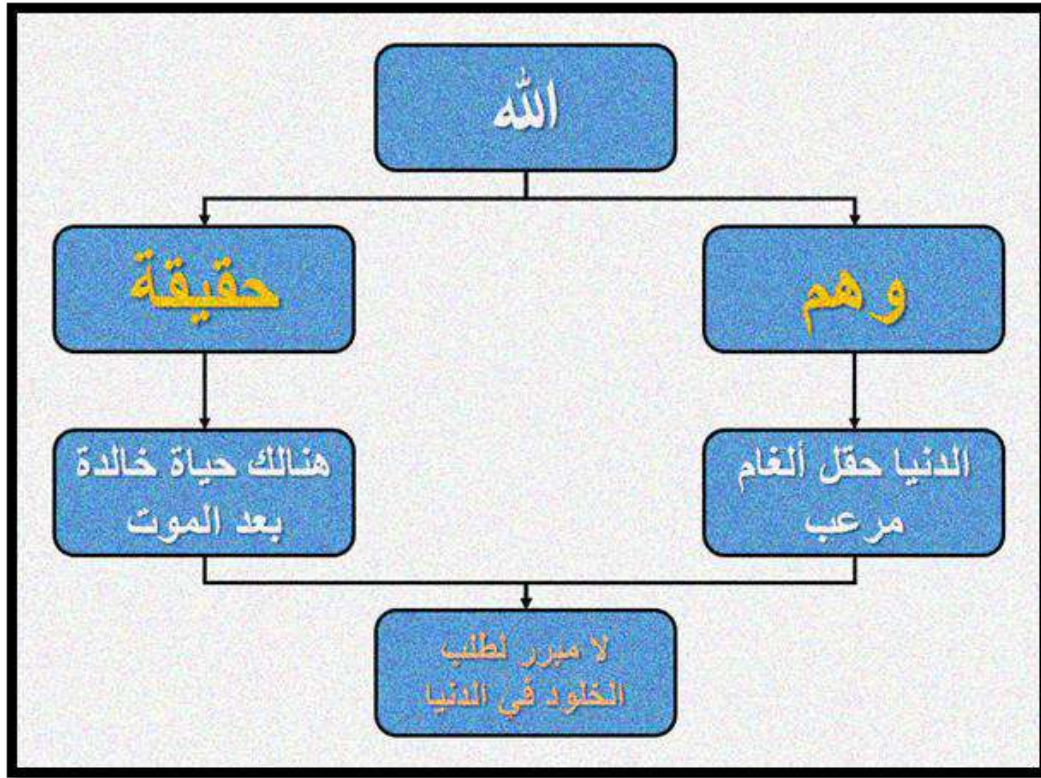 الله
وهم
حقيقة
الدنيا حقل ألغام
مرعب
هنالك حياة خالدة
بعد الموت
لا مبرر لطلب
الخلود في الدنيا